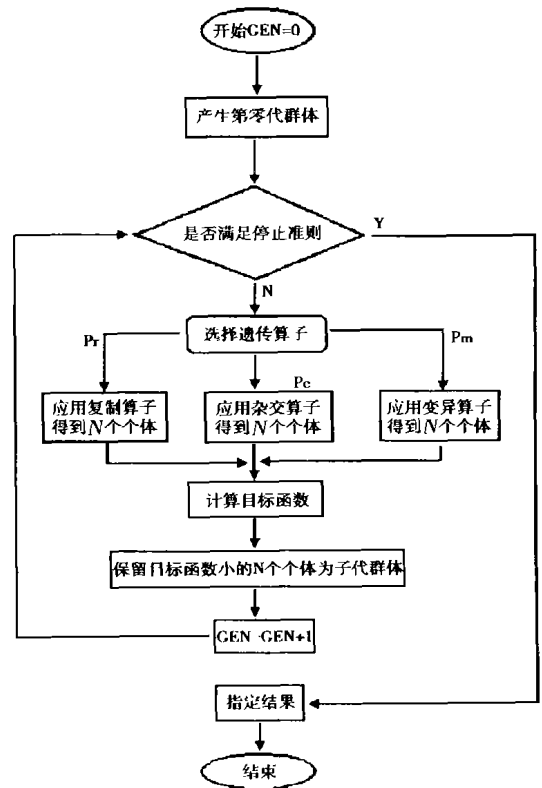 开始GEN=0
产生第零代群体
是否满足停止准则
Y
N
选择遗传算子
Pr
Pc
Pm
应用复制算子
得到N个个体
应用杂交算子
得到N个个体
应用变异算子
得到N个个体
计算目标函数
保留目标函数小的N个个体为子代群体
GEN GEN+1
指定结果
结束